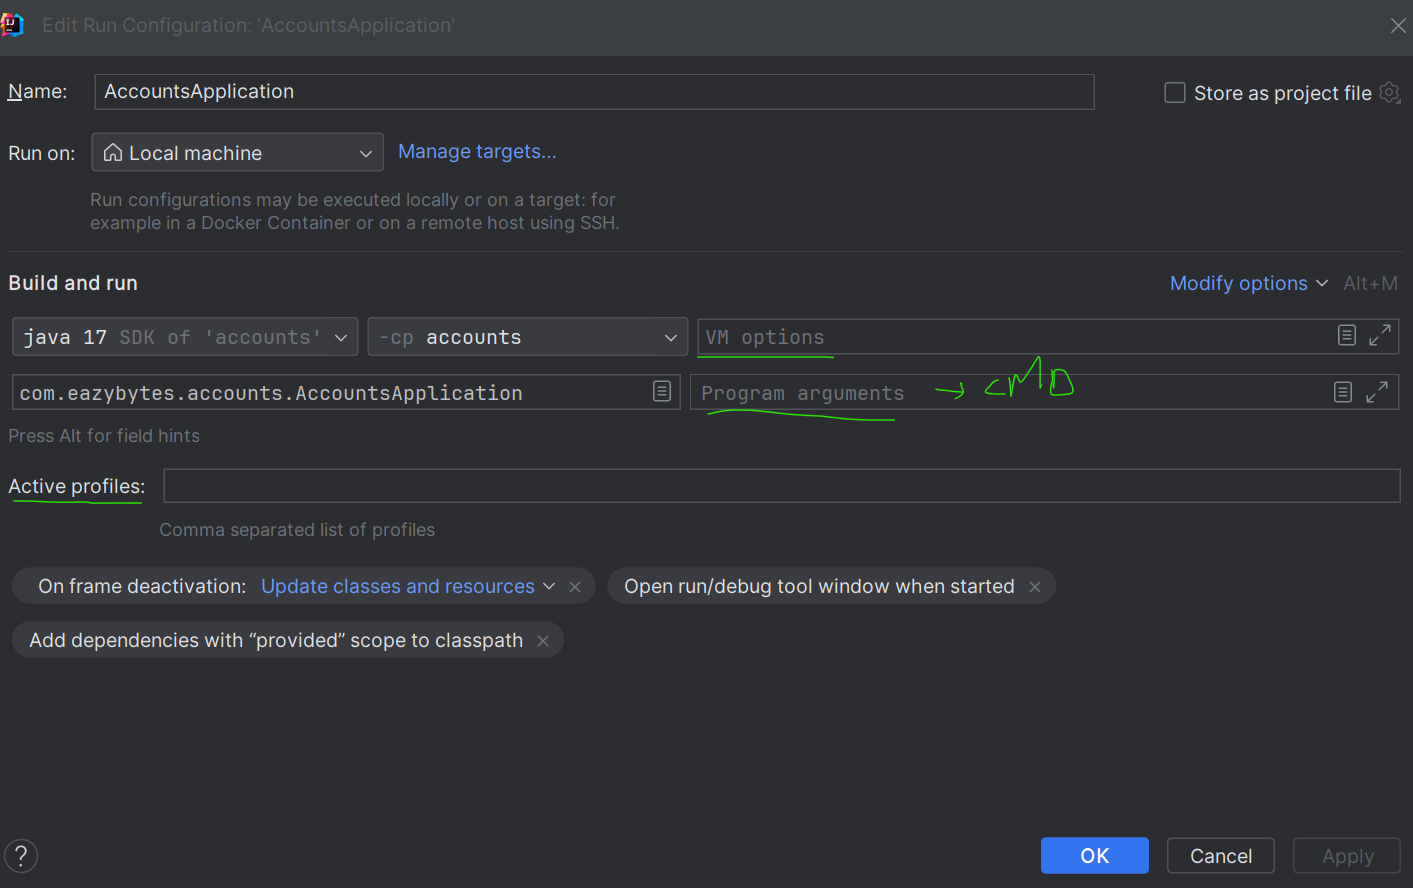 Edit Run Configuration: 'AccountsApplication'
Name: AccountsApplication Store as project file
Run on: Local machine Manage targets...
Run configurations may be executed locally or on a target: for
example in a Docker Container or on a remote host using SSH.
Build and run Modify options Alt+M
java 17 SDK of 'accounts' -cp accounts VM options
com.eazybytes.accounts.AccountsApplication Program arguments → CMD
Press Alt for field hints
Active profiles:
Comma separated list of profiles
On frame deactivation: Update classes and resources Open run/debug tool window when started
Add dependencies with “provided” scope to classpath
? OK Cancel Apply